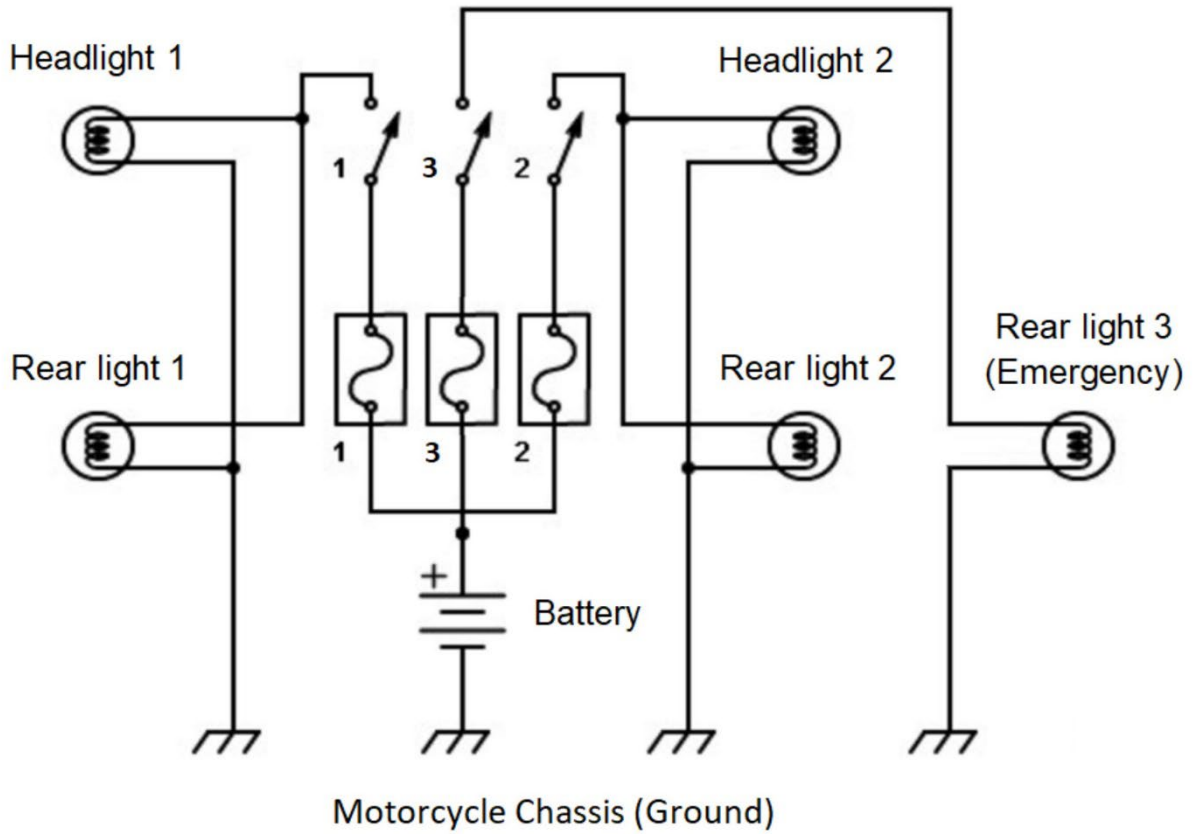 Headlight 1
Headlight 2
1
3
2
Rear light 3
(Emergency)
Rear light 1
Rear light 2
1
3
2
+
Battery
Motorcycle Chassis (Ground)